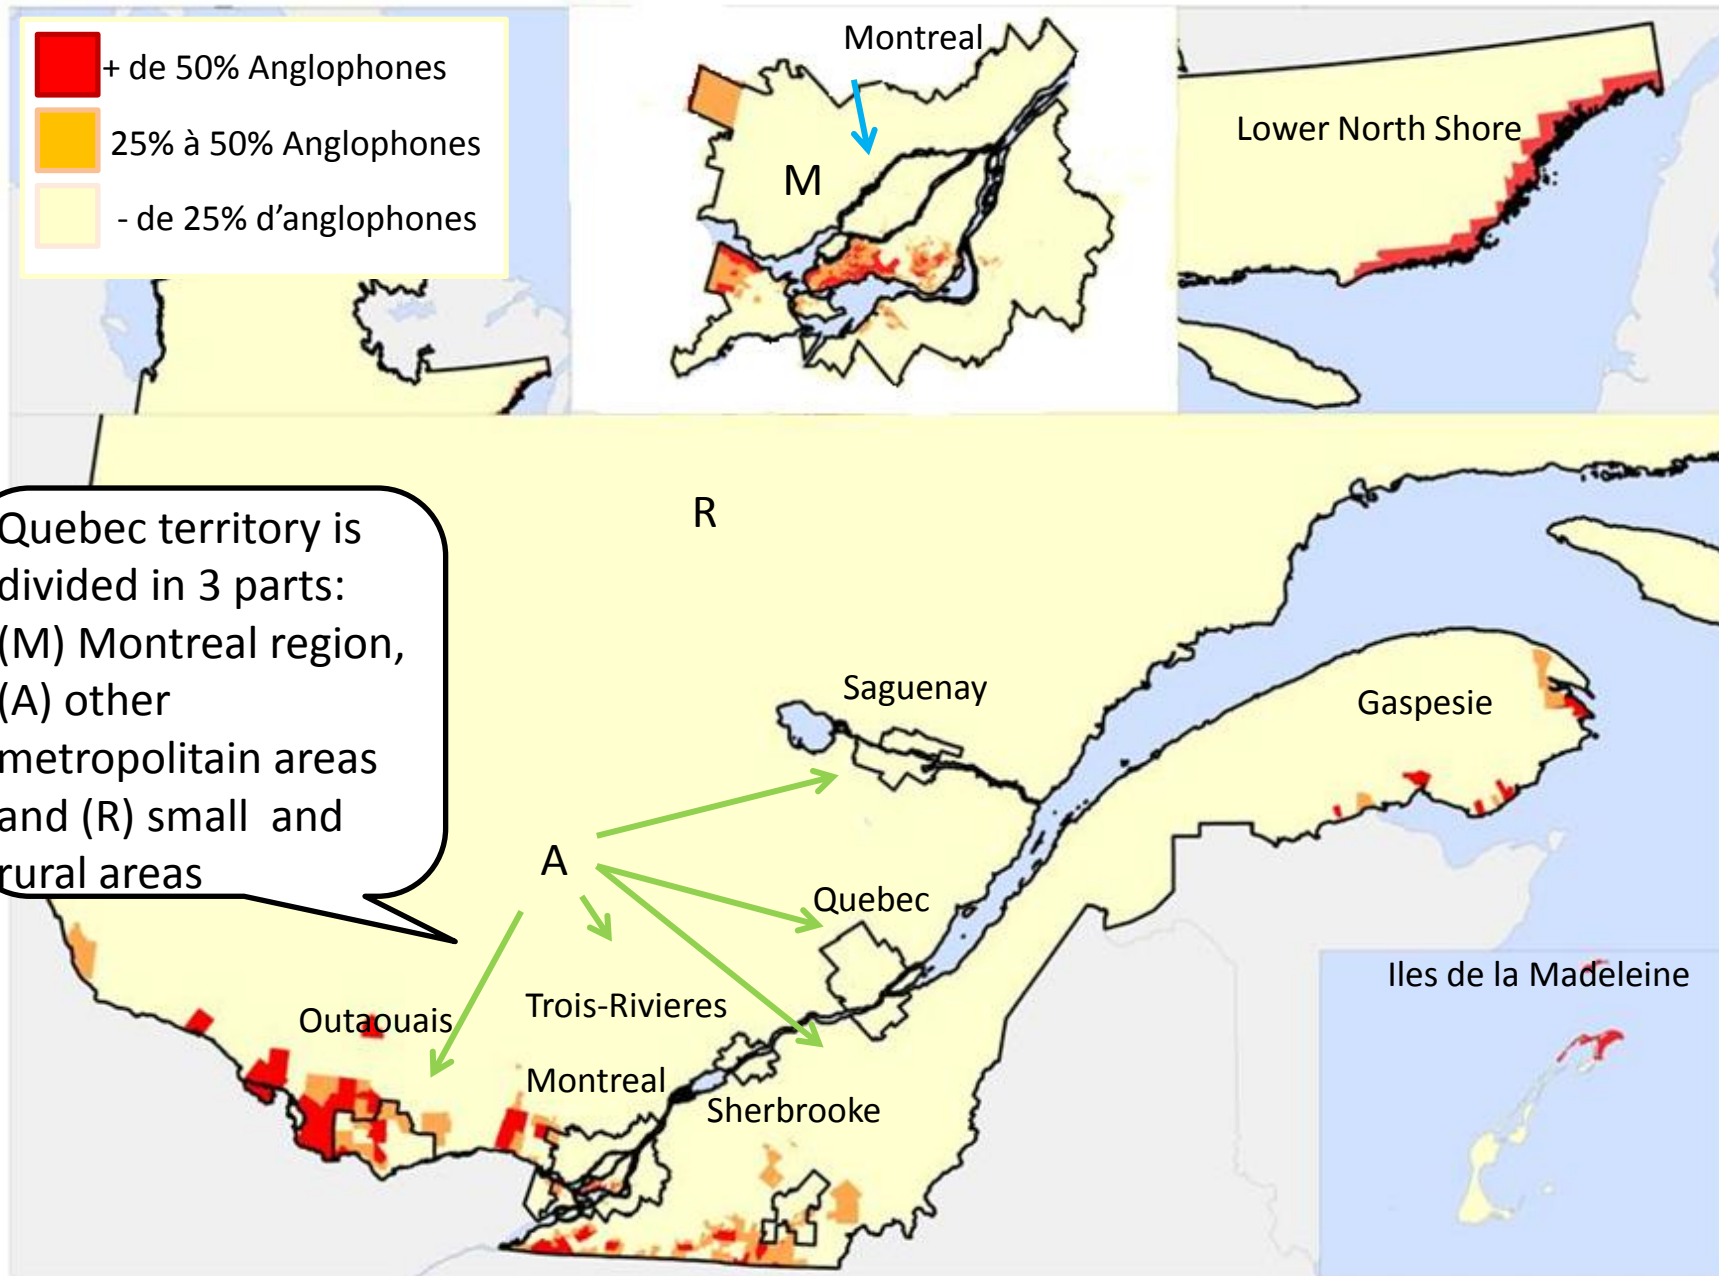 + de 50% Anglophones
25% à 50% Anglophones
- de 25% d'anglophones
Montreal
M
Lower North Shore
R
Quebec territory is
divided in 3 parts:
(M) Montreal region,
(A) other
metropolitain areas
and (R) small and
rural areas
Saguenay
Gaspesie
A
Quebec
Iles de la Madeleine
Outaouais
Trois-Rivieres
Montreal
Sherbrooke